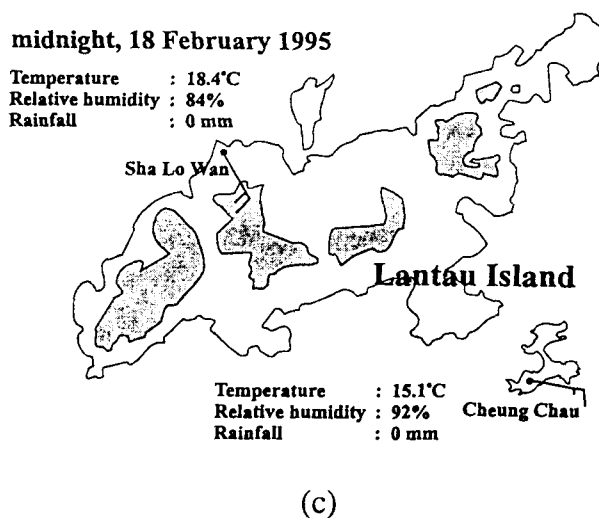 midnight, 18 February 1995
Temperature : 18.4°C
Relative humidity : 84%
Rainfall : 0 mm
Sha Lo Wan
Lantau Island
Temperature : 15.1°C
Relative humidity : 92%
Rainfall : 0 mm
Cheung Chau
(c)